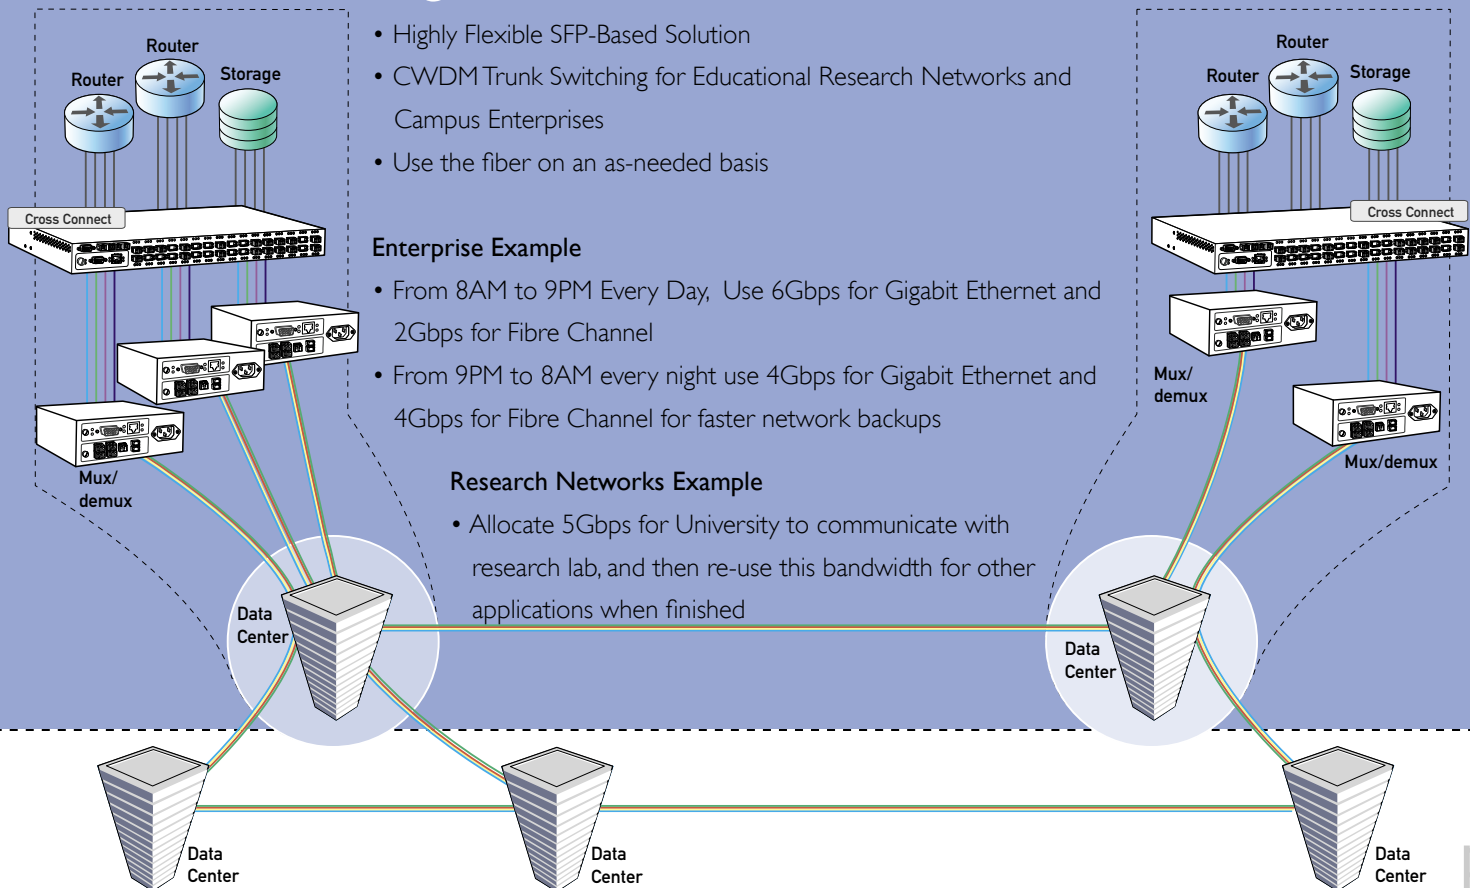 Router
Router
Storage
Cross Connect
Mux/
demux
• Highly Flexible SFP-Based Solution
• CWDM Trunk Switching for Educational Research Networks and
Campus Enterprises
• Use the fiber on an as-needed basis
Enterprise Example
• From 8AM to 9PM Every Day, Use 6Gbps for Gigabit Ethernet and
2Gbps for Fibre Channel
• From 9PM to 8AM every night use 4Gbps for Gigabit Ethernet and
4Gbps for Fibre Channel for faster network backups
Research Networks Example
• Allocate 5Gbps for University to communicate with
research lab, and then re-use this bandwidth for other
applications when finished
Router
Router
Storage
Cross Connect
Mux/
demux
Mux/demux
Data
Center
Data
Center
Data
Center
Data
Center
Data
Center